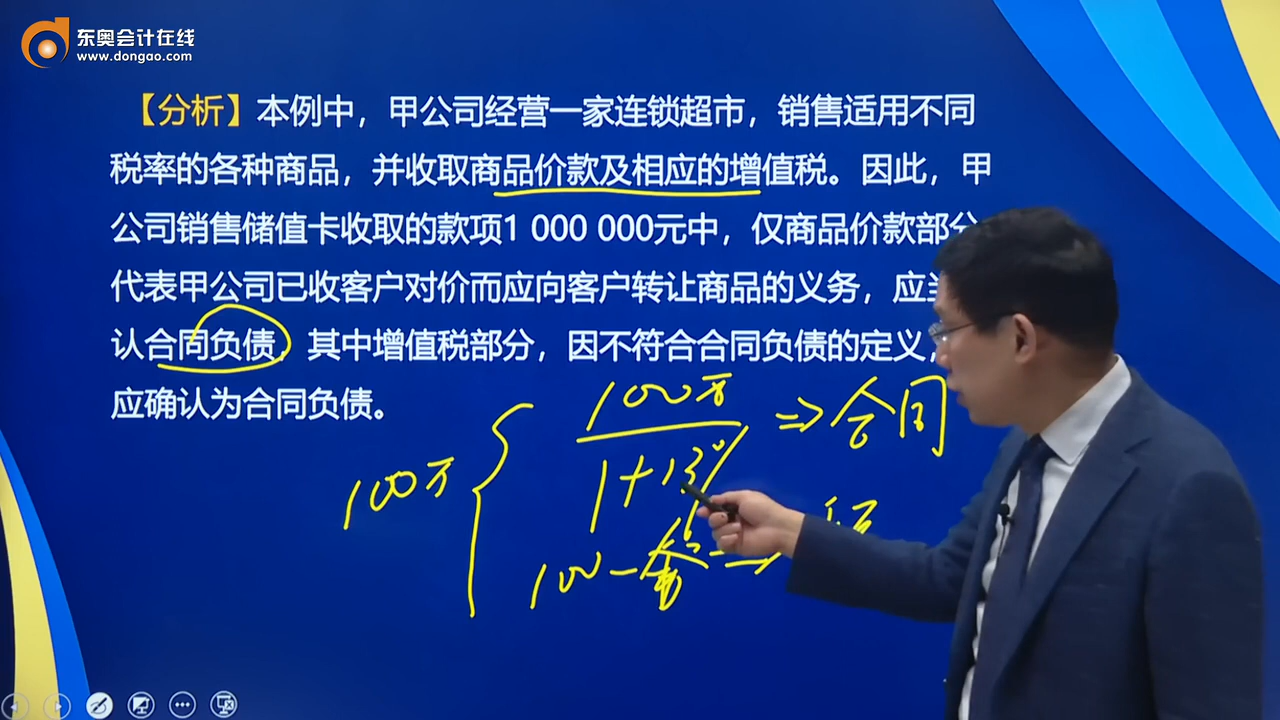 东奥会计在线
www.dongao.com
【分析】本例中，甲公司经营一家连锁超市，销售适用不同
税率的各种商品，并收取商品价款及相应的增值税。因此，甲
公司销售储值卡收取的款项1 000 000元中，仅商品价款部分
代表甲公司已收客户对价而应向客户转让商品的义务，应
认合同负债，其中增值税部分，因不符合合同负债的定义，
应确认为合同负债。
100万
100万 ⇒ 合同
1+13%
100-